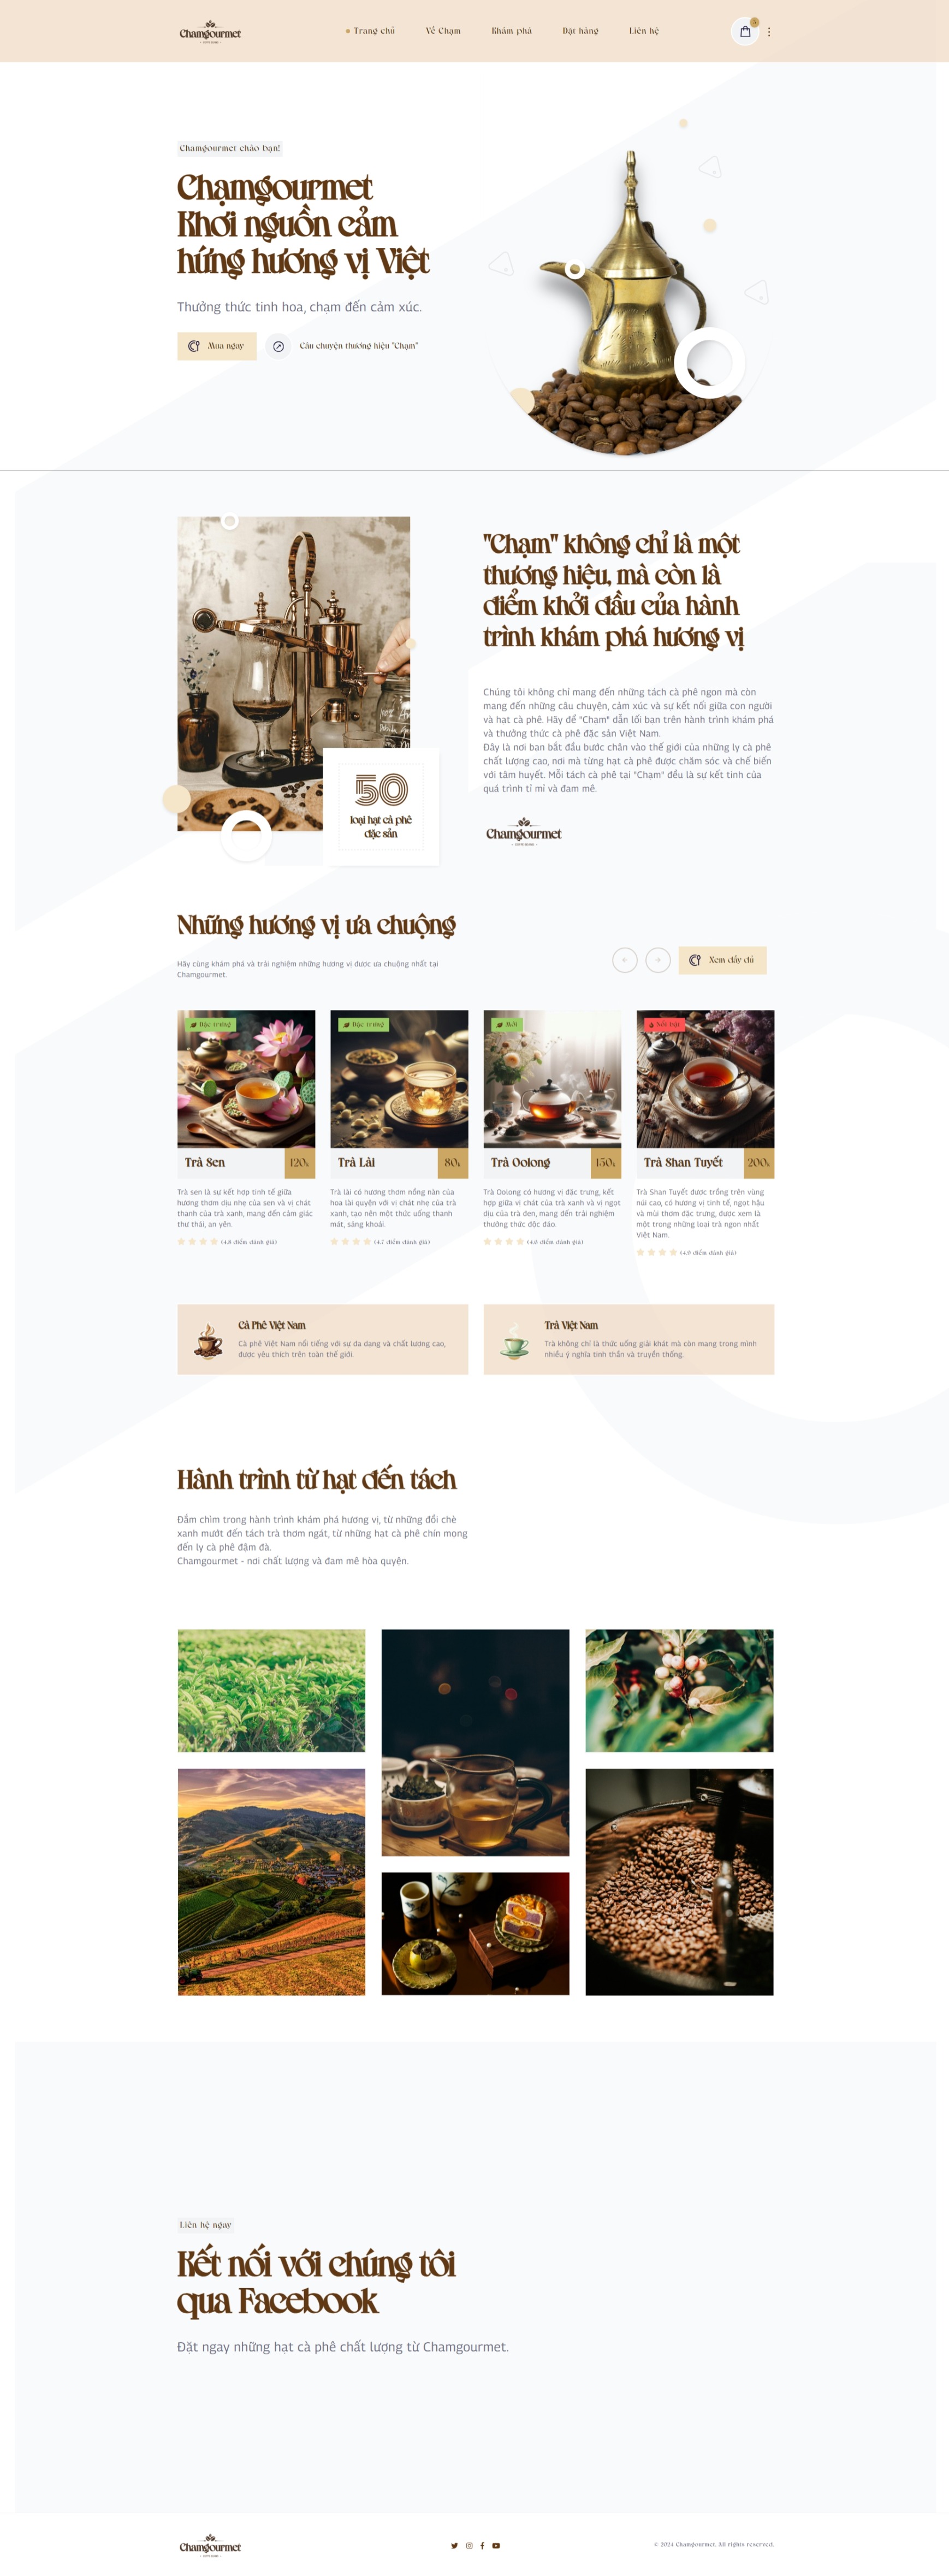 Chamgourmet
Trang chủ
Về Chạm
Khám phá
Đặt hàng
Liên hệ
Chamgourmet chào bạn!
Chạmgourmet
Khơi nguồn cảm
hứng hương vị Việt
Thưởng thức tinh hoa, chạm đến cảm xúc.
Mua ngay
Câu chuyện thương hiệu "Chạm"
"Chạm" không chỉ là một
thương hiệu, mà còn là
điểm khởi đầu của hành
trình khám phá hương vị
Chúng tôi không chỉ mang đến những tách cà phê ngon mà còn
mang đến những câu chuyện, cảm xúc và sự kết nối giữa con người
và hạt cà phê. Hãy để "Chạm" dẫn lối bạn trên hành trình khám phá
và thưởng thức cà phê đặc sản Việt Nam.
Đây là nơi bạn bắt đầu bước chân vào thế giới của những ly cà phê
chất lượng cao, nơi mà từng hạt cà phê được chăm sóc và chế biến
với tâm huyết. Mỗi tách cà phê tại "Chạm" đều là sự kết tinh của
quá trình tỉ mỉ và đam mê.
50
loại hạt cà phê
đặc sản
Chamgourmet
Những hương vị ưa chuộng
Hãy cùng khám phá và trải nghiệm những hương vị được ưa chuộng nhất tại
Chamgourmet.
Xem đầy đủ
Đặc trưng
Đặc trưng
Mới
Nổi bật
Trà Sen
120k
Trà Lài
80k
Trà Oolong
150k
Trà Shan Tuyết
200k
Trà sen là sự kết hợp tinh tế giữa
hương thơm dịu nhẹ của sen và vị chát
thanh của trà xanh, mang đến cảm giác
thư thái, an yên.
(4.8 điểm đánh giá)
Trà lài có hương thơm nồng nàn của
hoa lài quyện với vị chát nhẹ của trà
xanh, tạo nên một thức uống thanh
mát, sảng khoái.
(4.7 điểm đánh giá)
Trà Oolong có hương vị đặc trưng, kết
hợp giữa vị chát của trà xanh và vị ngọt
dịu của trà đen, mang đến trải nghiệm
thưởng thức độc đáo.
(4.6 điểm đánh giá)
Trà Shan Tuyết được trồng trên vùng
núi cao, có hương vị tinh tế, ngọt hậu
và mùi thơm đặc trưng, được xem là
một trong những loại trà ngon nhất
Việt Nam.
(4.9 điểm đánh giá)
Cà Phê Việt Nam
Cà phê Việt Nam nổi tiếng với sự đa dạng và chất lượng cao,
được yêu thích trên toàn thế giới.
Trà Việt Nam
Trà không chỉ là thức uống giải khát mà còn mang trong mình
nhiều ý nghĩa tinh thần và truyền thống.
Hành trình từ hạt đến tách
Đắm chìm trong hành trình khám phá hương vị, từ những đồi chè
xanh mướt đến tách trà thơm ngát, từ những hạt cà phê chín mọng
đến ly cà phê đậm đà.
Chamgourmet - nơi chất lượng và đam mê hòa quyện.
Liên hệ ngay
Kết nối với chúng tôi
qua Facebook
Đặt ngay những hạt cà phê chất lượng từ Chamgourmet.
Chamgourmet
© 2024 Chamgourmet. All rights reserved.